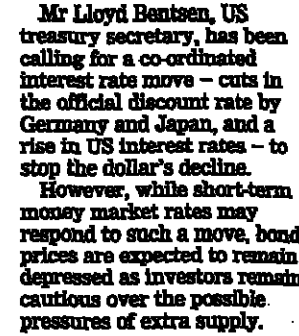 Mr Lloyd Bentsen, US
treasury secretary, has been
calling for a co-ordinated
interest rate move – cuts in
the official discount rate by
Germany and Japan, and a
rise in US interest rates – to
stop the dollar's decline.
However, while short-term
money market rates may
respond to such a move, bond
prices are expected to remain
depressed as investors remain
cautious over the possible
pressures of extra supply.